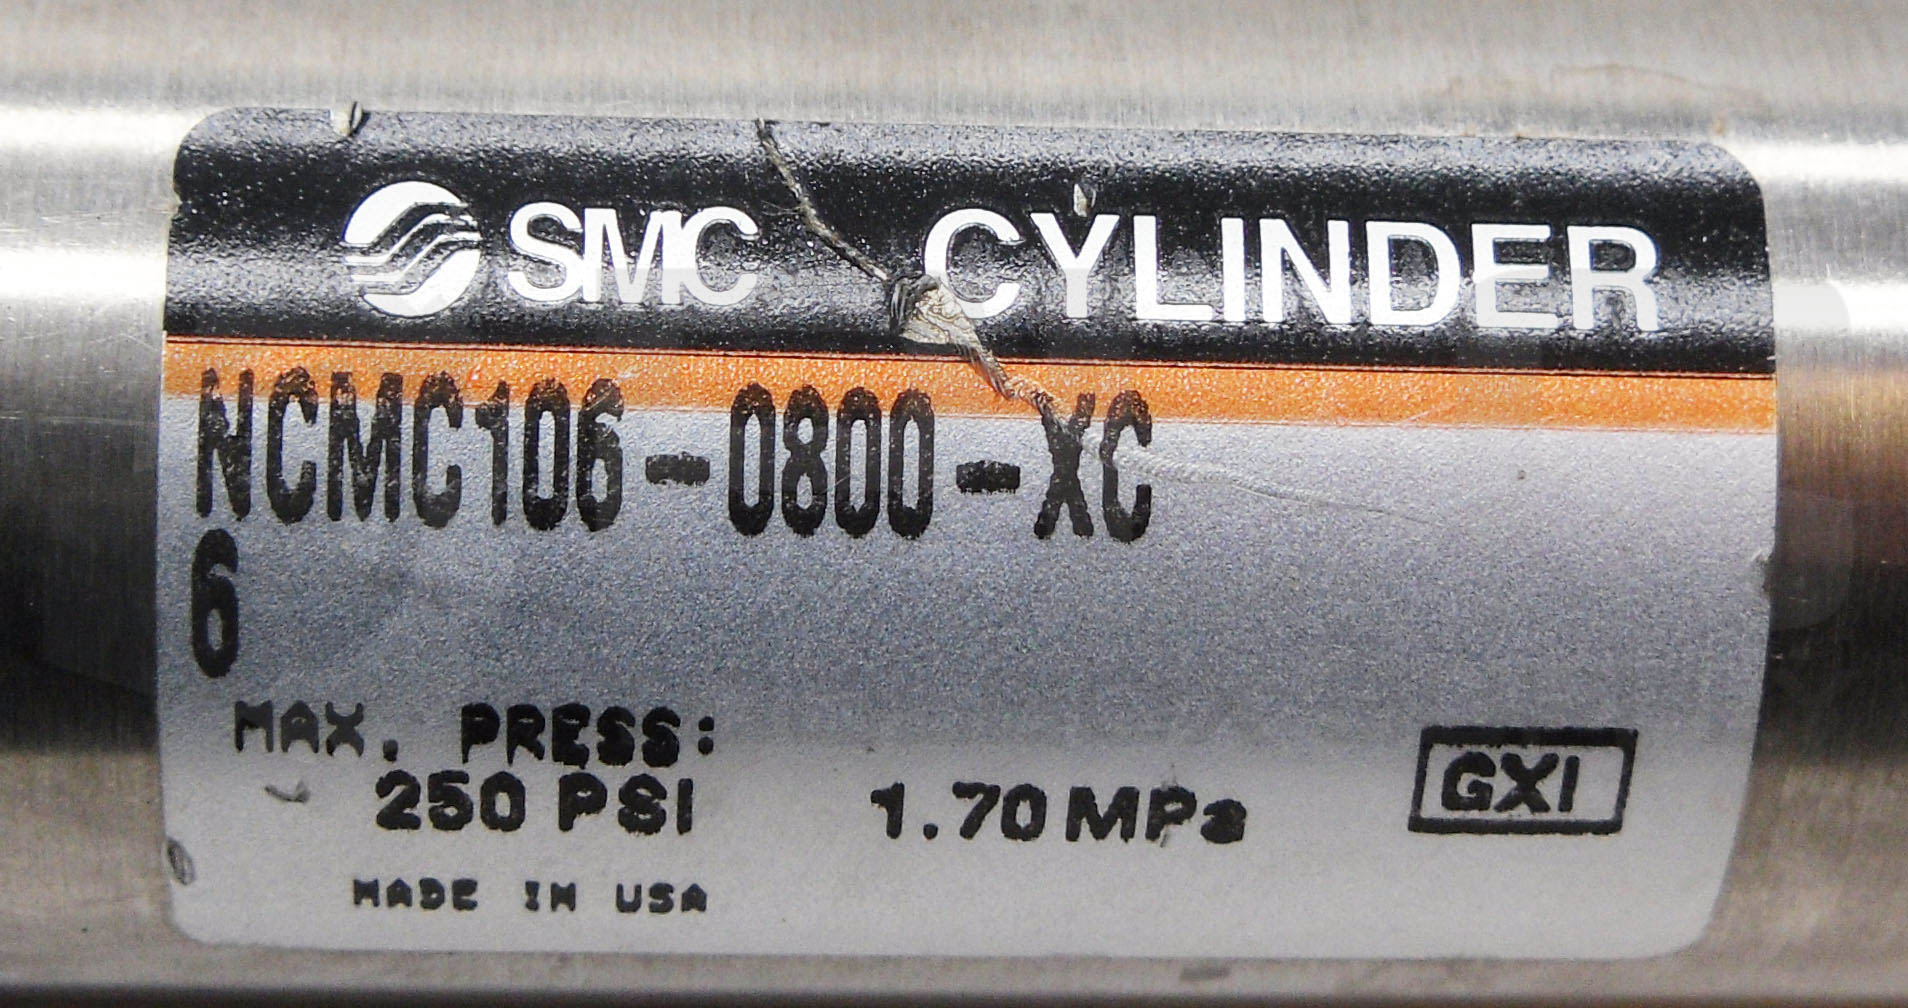 SMC CYLINDER
NCMC106-0800-XC
6
MAX. PRESS:
250 PSI 1.70 MPa
GXI
MADE IN USA